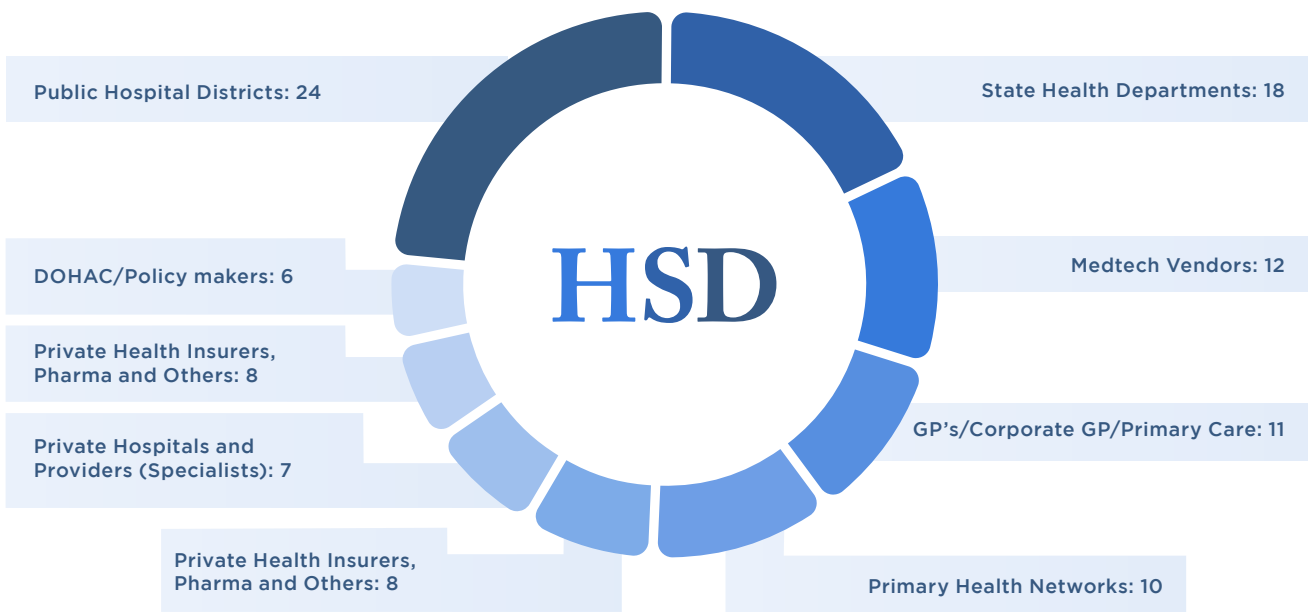 Public Hospital Districts: 24
State Health Departments: 18
DOHAC/Policy makers: 6
HSD
Medtech Vendors: 12
Private Health Insurers,
Pharma and Others: 8
Private Hospitals and
Providers (Specialists): 7
GP's/Corporate GP/Primary Care: 11
Private Health Insurers,
Pharma and Others: 8
Primary Health Networks: 10